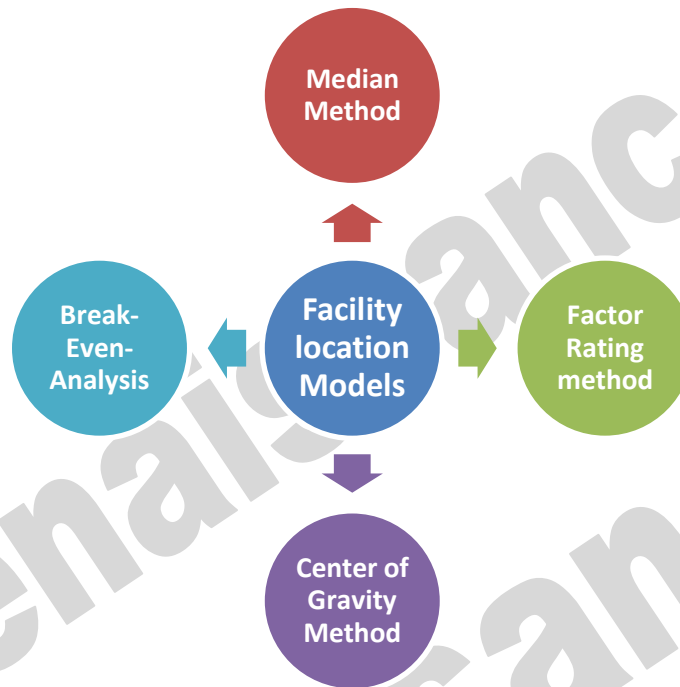 Median
Method
Break-
Even-
Analysis
Facility
location
Models
Factor
Rating
method
Center of
Gravity
Method